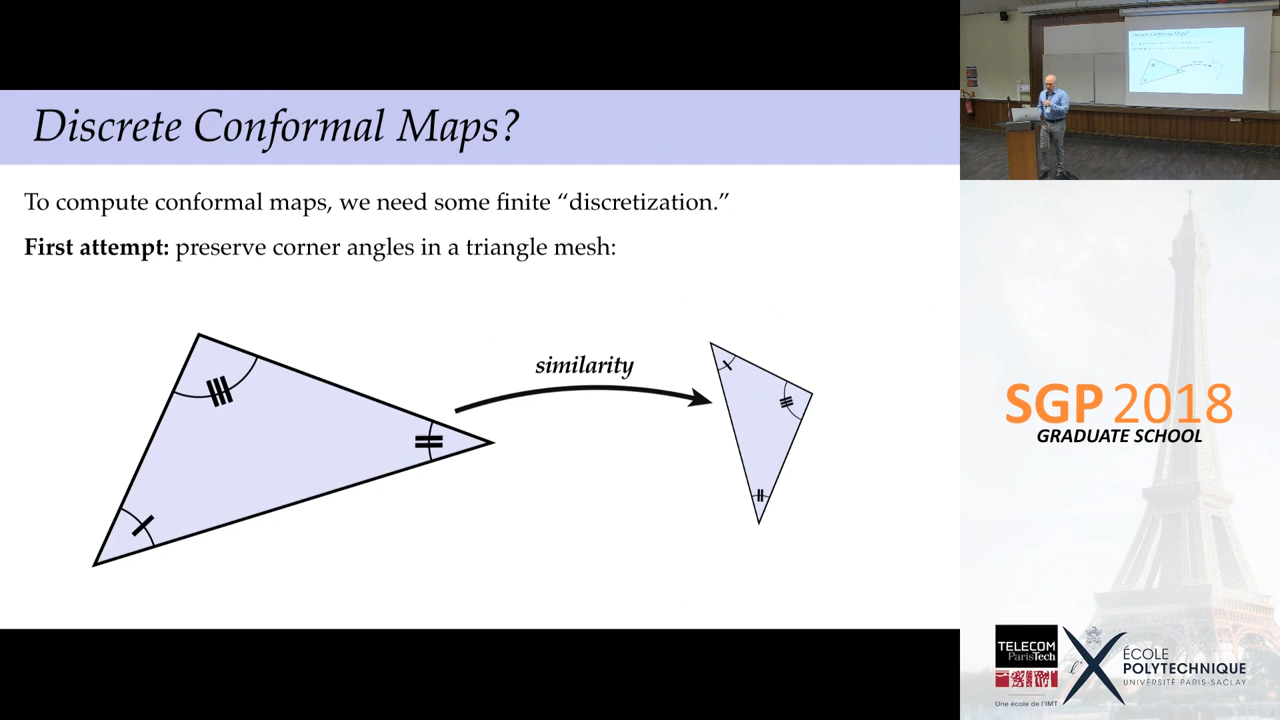 Discrete Conformal Maps?
To compute conformal maps, we need some finite “discretization.”
First attempt: preserve corner angles in a triangle mesh:
similarity
SGP 2018
GRADUATE SCHOOL
TELECOM
ParisTech
Une école de l'IMT
ÉCOLE
POLYTECHNIQUE
UNIVERSITÉ PARIS-SACLAY